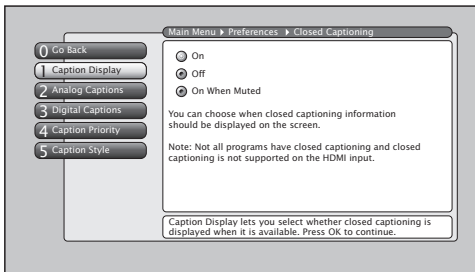 Main Menu ▶ Preferences ▶ Closed Captioning
0 Go Back
1 Caption Display
2 Analog Captions
3 Digital Captions
4 Caption Priority
5 Caption Style
On
Off
On When Muted
You can choose when closed captioning information
should be displayed on the screen.
Note: Not all programs have closed captioning and closed
captioning is not supported on the HDMI input.
Caption Display lets you select whether closed captioning is
displayed when it is available. Press OK to continue.